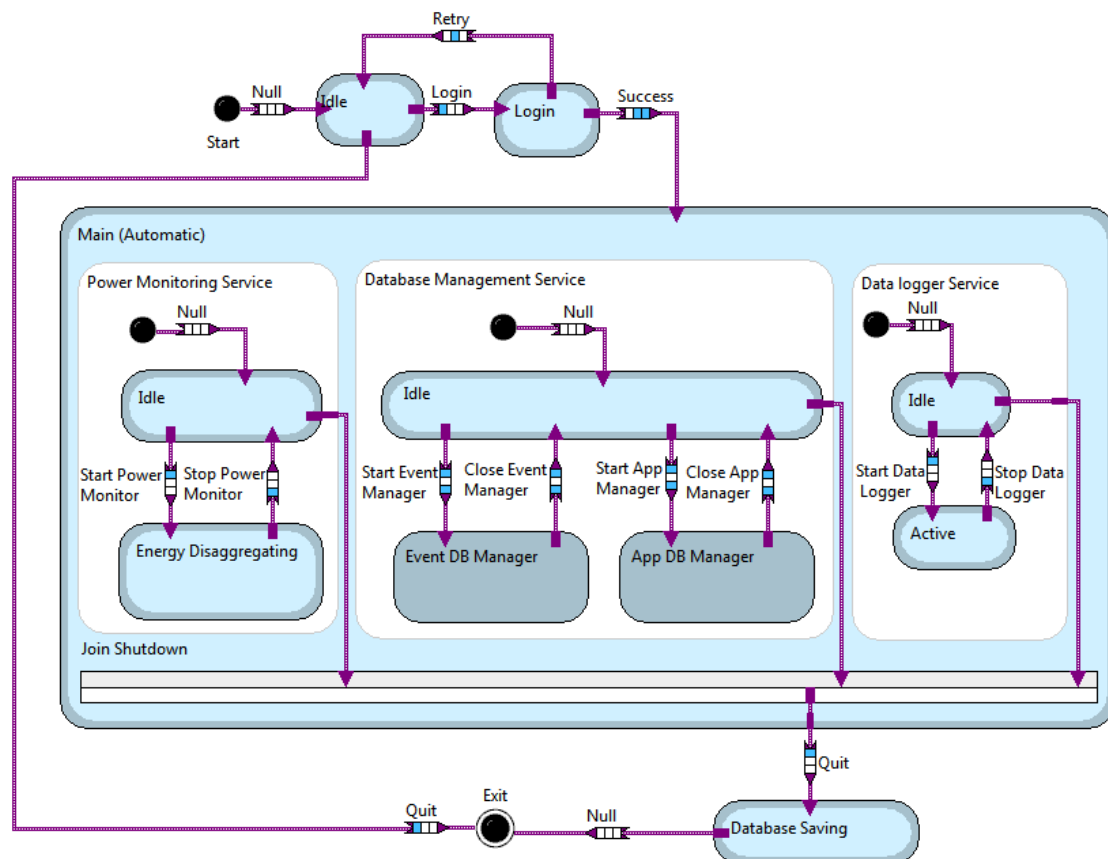 Retry
Null
Idle
Login
Login
Success
Start
Main (Automatic)
Power Monitoring Service
Null
Idle
Start Power
Monitor
Stop Power
Monitor
Energy Disaggregating
Database Management Service
Null
Idle
Start Event
Manager
Close Event
Manager
Start App
Manager
Close App
Manager
Event DB Manager
App DB Manager
Data logger Service
Null
Idle
Start Data
Logger
Stop Data
Logger
Active
Join Shutdown
Quit
Quit
Exit
Null
Database Saving